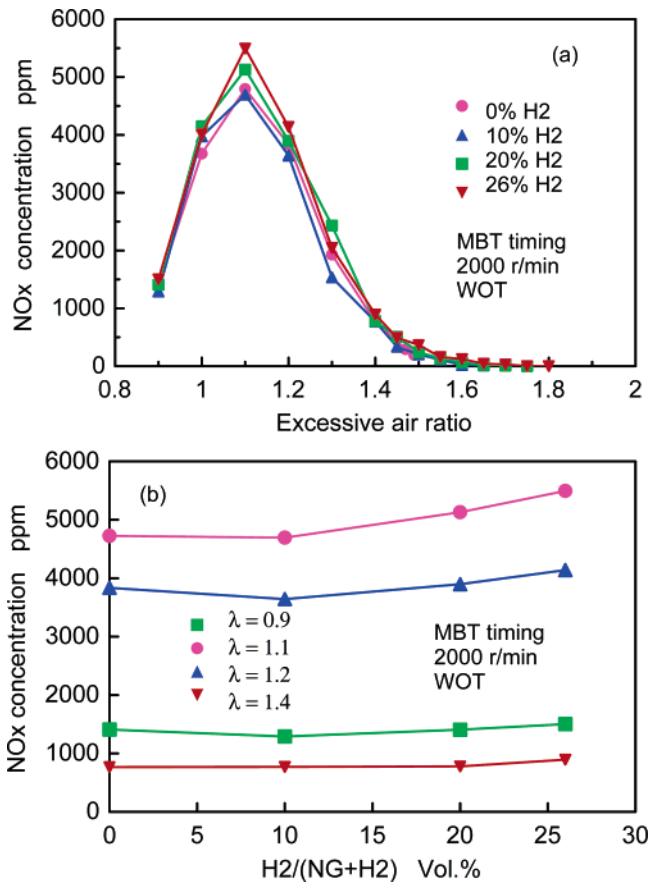 6000
5000
4000
3000
2000
1000
0
NOx concentration ppm
(a)
0% H2
10% H2
20% H2
26% H2
MBT timing
2000 r/min
WOT
0.8 1 1.2 1.4 1.6 1.8 2
Excessive air ratio
6000
5000
4000
3000
2000
1000
0
NOx concentration ppm
(b)
λ = 0.9
λ = 1.1
λ = 1.2
λ = 1.4
MBT timing
2000 r/min
WOT
0 5 10 15 20 25 30
H2/(NG+H2) Vol.%